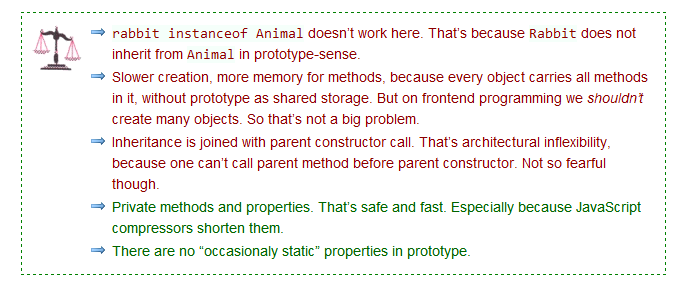 rabbit instanceof Animal doesn't work here. That's because Rabbit does not
inherit from Animal in prototype-sense.
Slower creation, more memory for methods, because every object carries all methods
in it, without prototype as shared storage. But on frontend programming we shouldn't
create many objects. So that's not a big problem.
Inheritance is joined with parent constructor call. That's architectural inflexibility,
because one can't call parent method before parent constructor. Not so fearful
though.
Private methods and properties. That's safe and fast. Especially because JavaScript
compressors shorten them.
There are no “occasionaly static” properties in prototype.